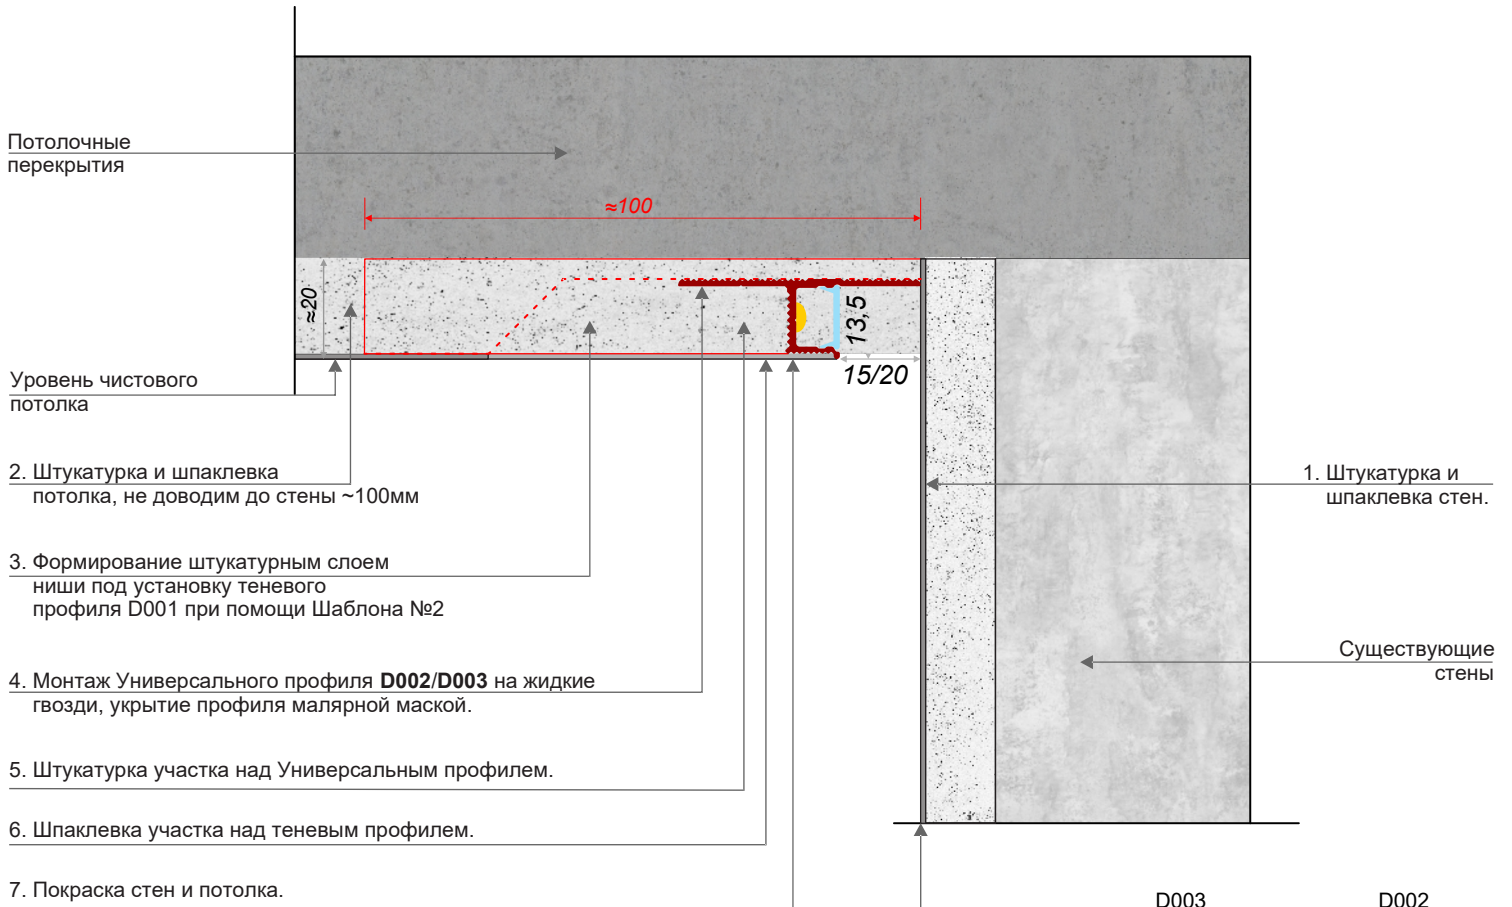 Потолочные
перекрытия
≈100
≈20
13,5
15/20
Уровень чистового
потолка
2. Штукатурка и шпаклевка
потолка, не доводим до стены ~100мм
3. Формирование штукатурным слоем
ниши под установку теневого
профиля D001 при помощи Шаблона №2
4. Монтаж Универсального профиля D002/D003 на жидкие
гвозди, укрытие профиля малярной маской.
5. Штукатурка участка над Универсальным профилем.
6. Шпаклевка участка над теневым профилем.
7. Покраска стен и потолка.
1. Штукатурка и
шпаклевка стен.
Существующие
стены
D003
D002